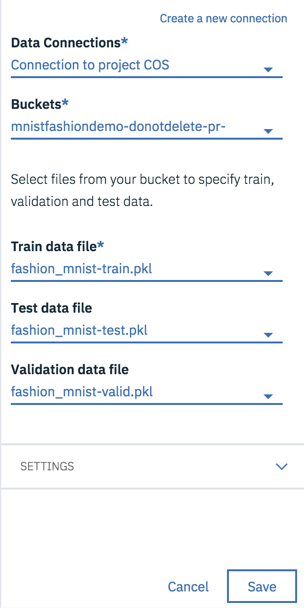 Create a new connection
Data Connections*
Connection to project COS
Buckets*
mnistfashiondemo-donotdelete-pr-
Select files from your bucket to specify train,
validation and test data.
Train data file*
fashion_mnist-train.pkl
Test data file
fashion_mnist-test.pkl
Validation data file
fashion_mnist-valid.pkl
SETTINGS
Cancel
Save